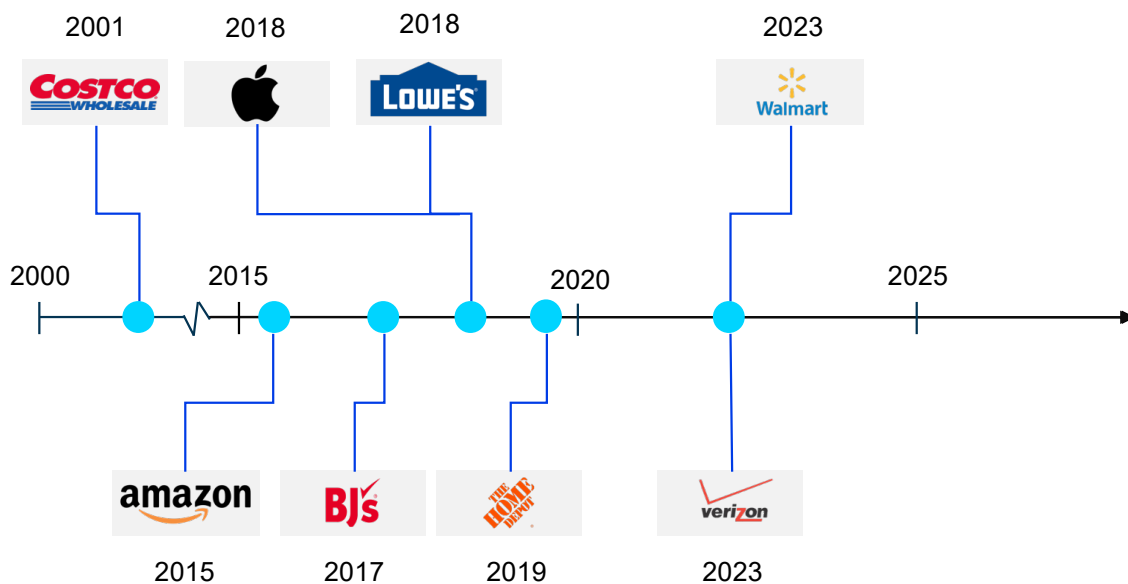 2001
2018
2018
2023
COSTCO
WHOLESALE
LOWE'S
Walmart
2000
2015
2020
2025
amazon
BJ's
THE
HOME
DEPOT
verizon
2015
2017
2019
2023